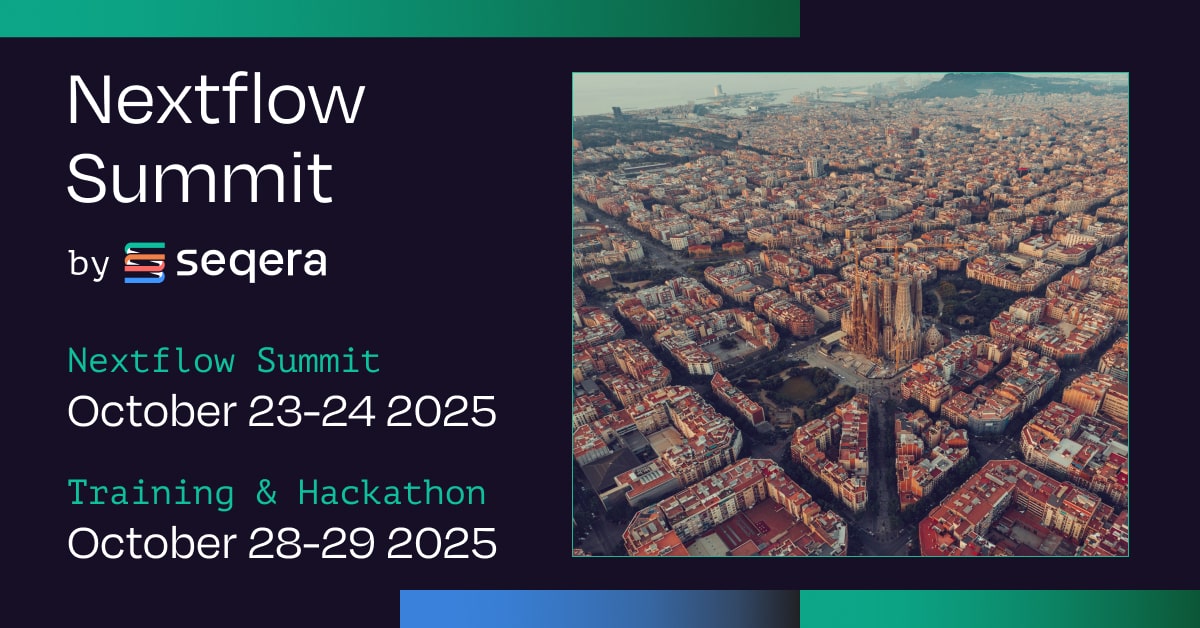 Nextflow
Summit
by seqera
Nextflow Summit
October 23-24 2025
Training & Hackathon
October 28-29 2025